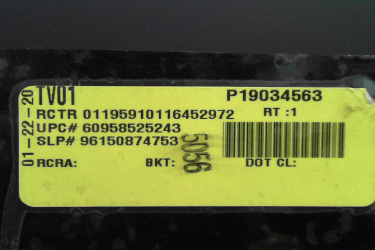 TV01 P19034563
RCTR 01195910116452972 RT :1
UPC# 60958525243
SLP# 96150874753
RCRA: BKT: DOT CL:
5056
01-22-20